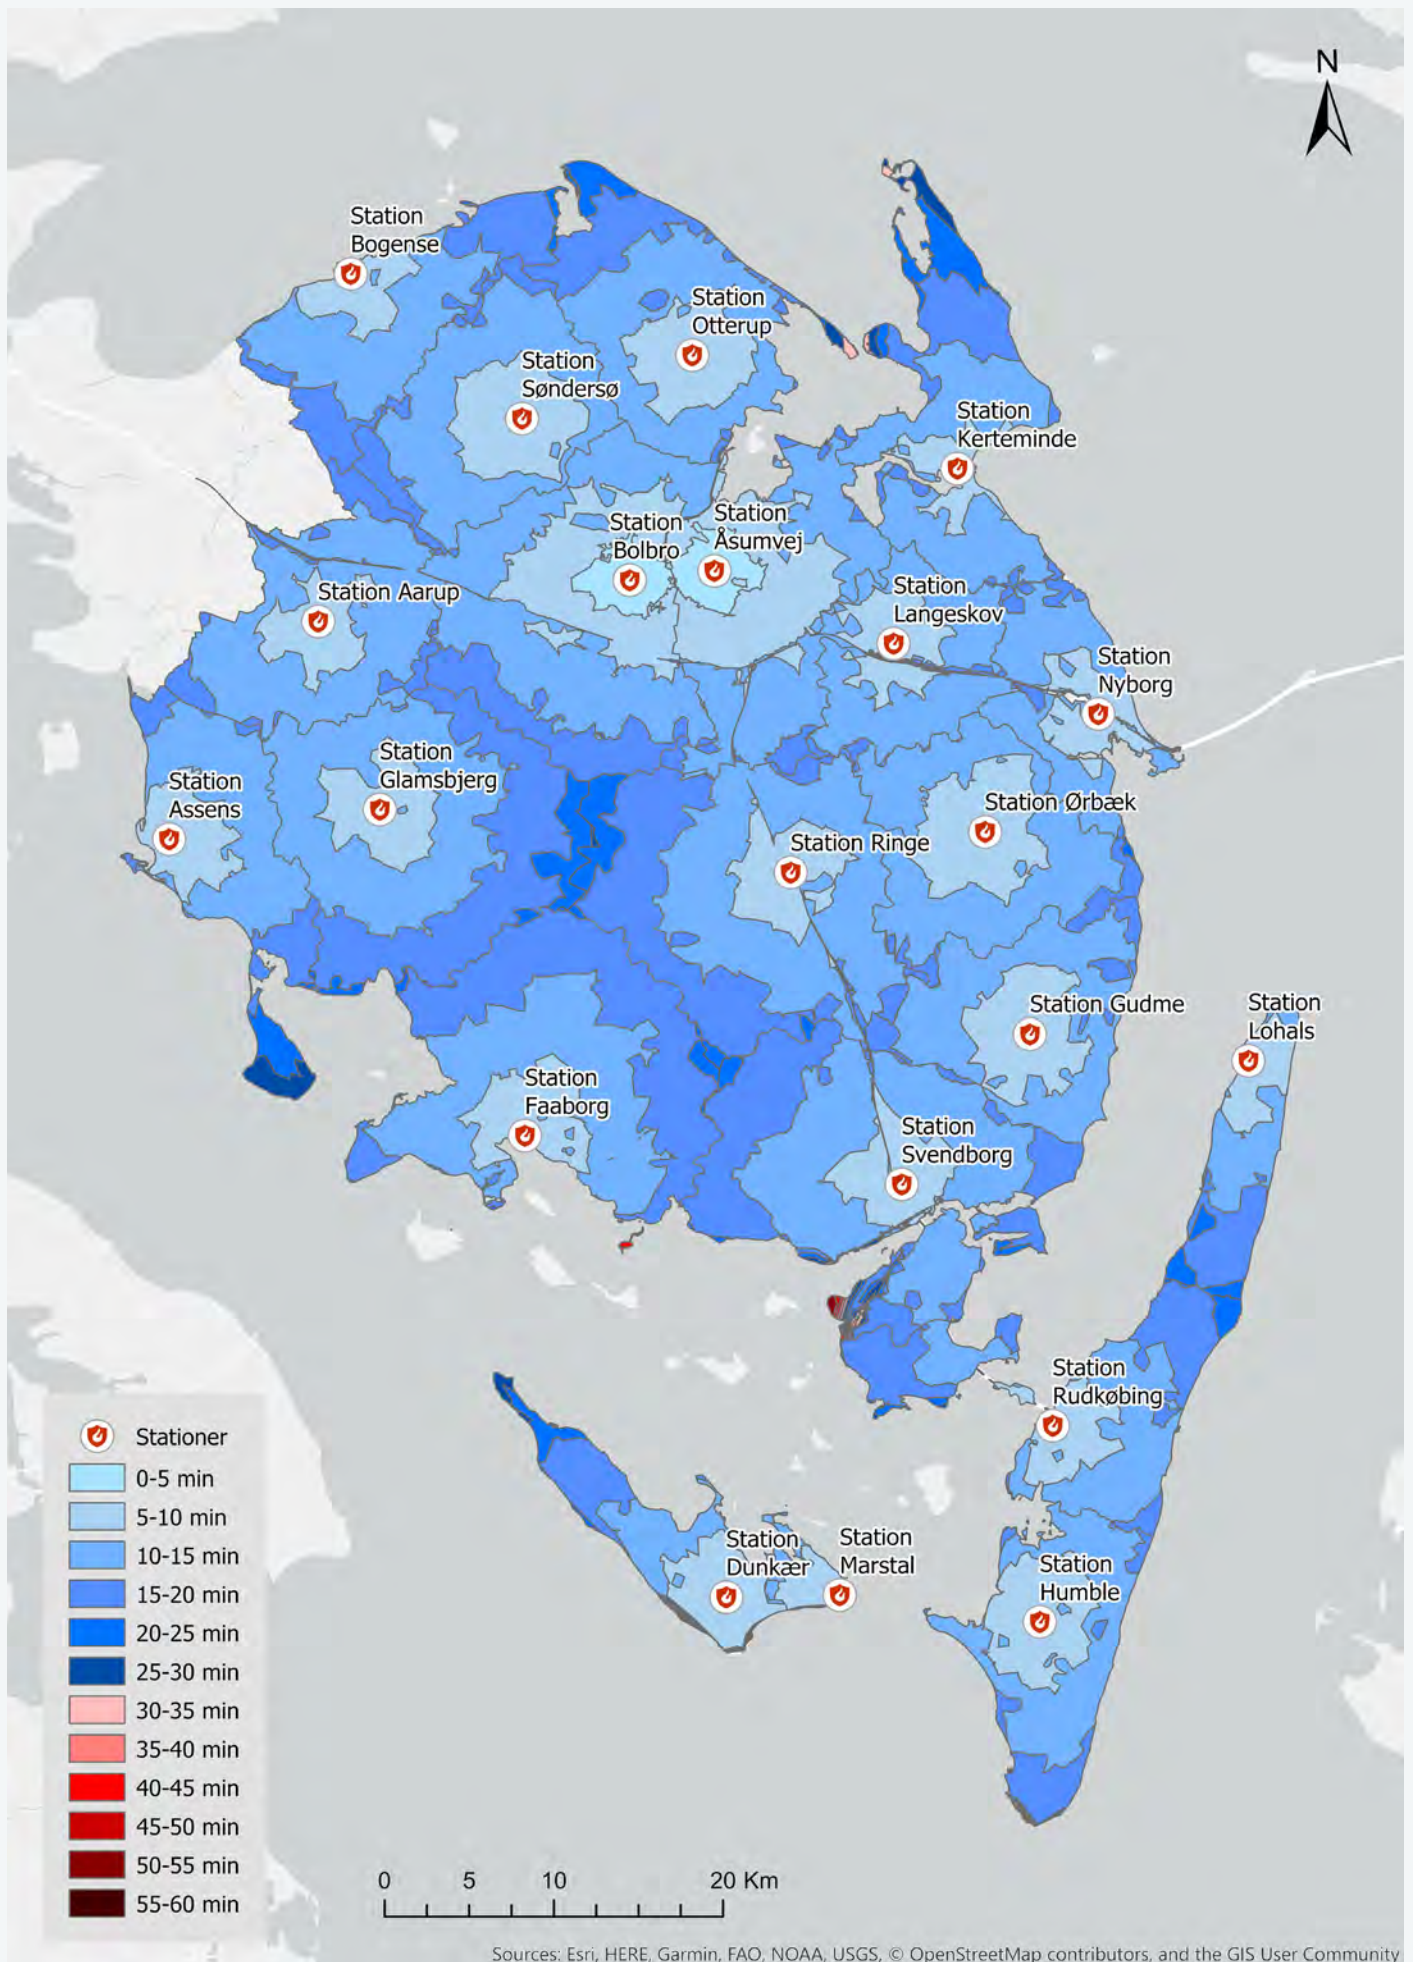 N
Station
Bogense
Station
Otterup
Station
Søndersø
Station
Kerteminde
Station
Åsumvej
Station
Bolbro
Station Aarup
Station
Langeskov
Station
Nyborg
Station
Glamsbjerg
Station
Assens
Station Ørbæk
Station Ringe
Station Gudme
Station
Lohals
Station
Faaborg
Station
Svendborg
Station
Rudkøbing
Station
Dunkær
Station
Marstal
Station
Humble
Stationer
0-5 min
5-10 min
10-15 min
15-20 min
20-25 min
25-30 min
30-35 min
35-40 min
40-45 min
45-50 min
50-55 min
55-60 min
0 5 10 20 Km
Sources: Esri, HERE, Garmin, FAO, NOAA, USGS, © OpenStreetMap contributors, and the GIS User Community